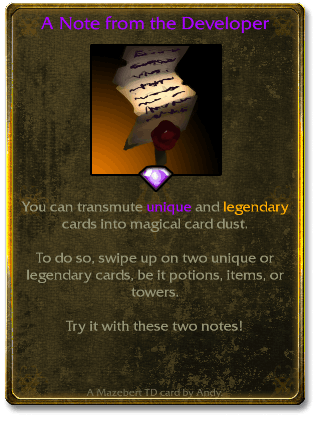 A Note from the Developer
You can transmute unique and legendary
cards into magical card dust.
To do so, swipe up on two unique or
legendary cards, be it potions, items, or
towers.
Try it with these two notes!
A Mazebert TD card by Andy.